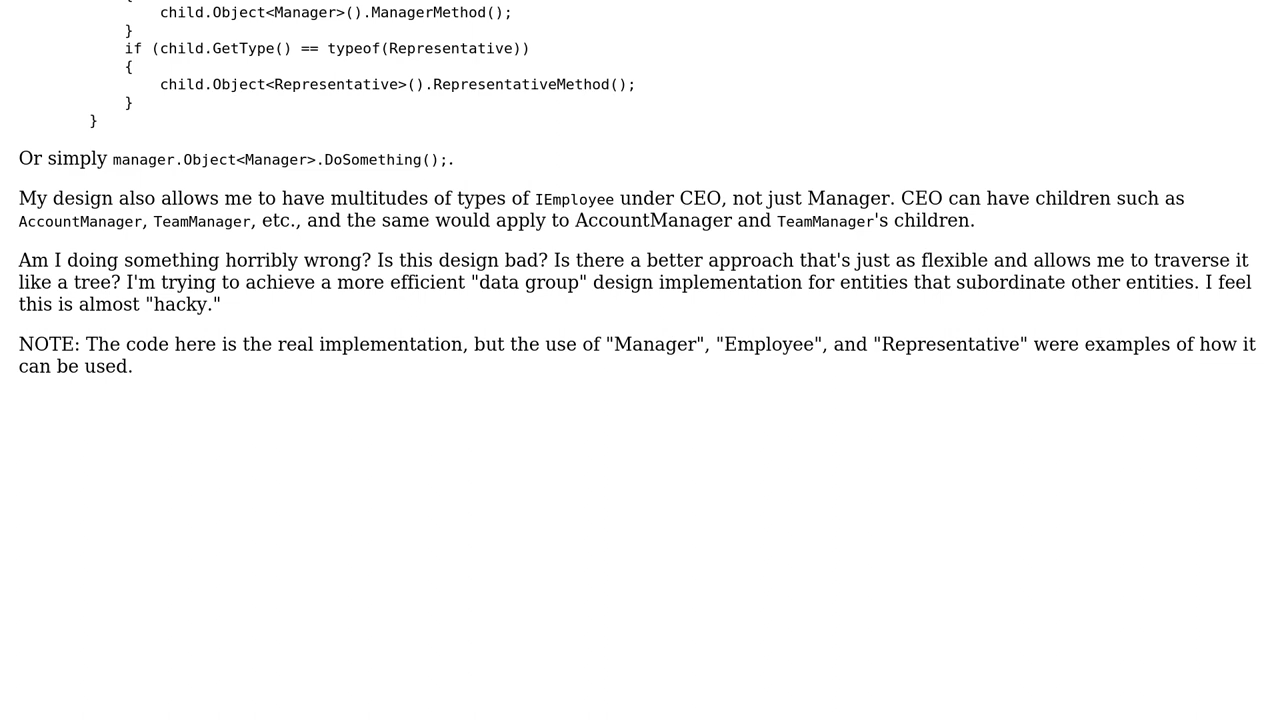 {
child.Object<Manager>().ManagerMethod();
}
if (child.GetType() == typeof(Representative))
{
child.Object<Representative>().RepresentativeMethod();
}
}
Or simply manager.Object<Manager>.DoSomething();.
My design also allows me to have multitudes of types of IEmployee under CEO, not just Manager. CEO can have children such as
AccountManager, TeamManager, etc., and the same would apply to AccountManager and TeamManager's children.
Am I doing something horribly wrong? Is this design bad? Is there a better approach that's just as flexible and allows me to traverse it
like a tree? I'm trying to achieve a more efficient "data group" design implementation for entities that subordinate other entities. I feel
this is almost "hacky."
NOTE: The code here is the real implementation, but the use of "Manager", "Employee", and "Representative" were examples of how it
can be used.